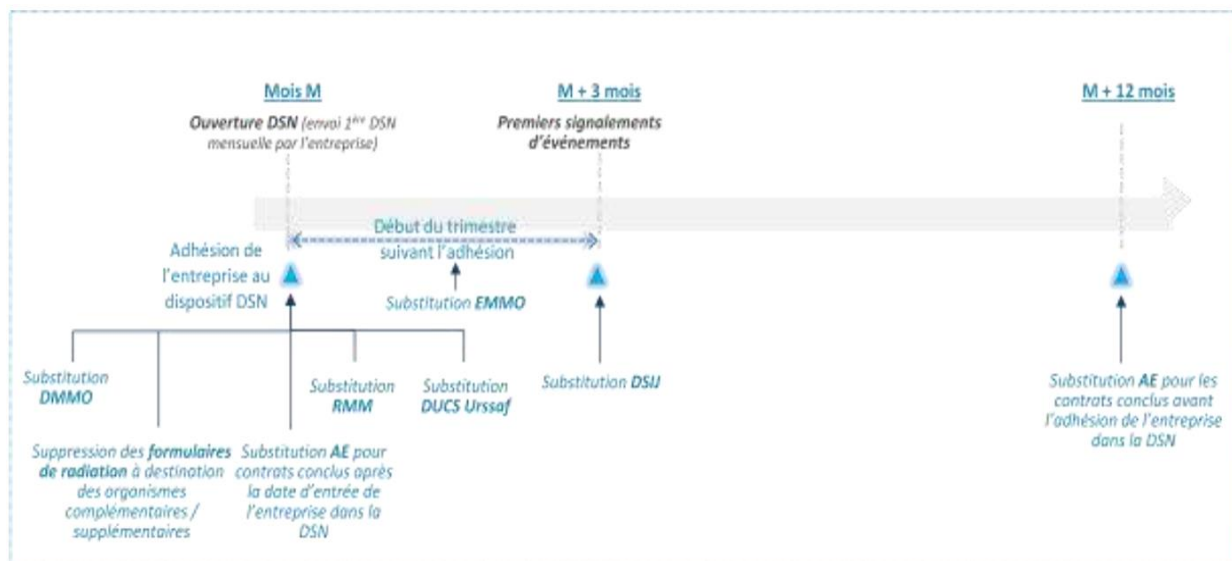 Mois M
Ouverture DSN (envoi 1ère DSN
mensuelle par l'entreprise)
M + 3 mois
Premiers signalements
d'événements
M + 12 mois
Début du trimestre
suivant l'adhésion
Adhésion de
l'entreprise au
dispositif DSN
Substitution EMMO
Substitution
DMMO
Substitution
RMM
Substitution
DUCS Urssaf
Substitution DSIJ
Substitution AE pour les
contrats conclus avant
l'adhésion de l'entreprise
dans la DSN
Suppression des formulaires
de radiation à destination
des organismes
complémentaires /
supplémentaires
Substitution AE pour
contrats conclus après
la date d'entrée de
l'entreprise dans la
DSN